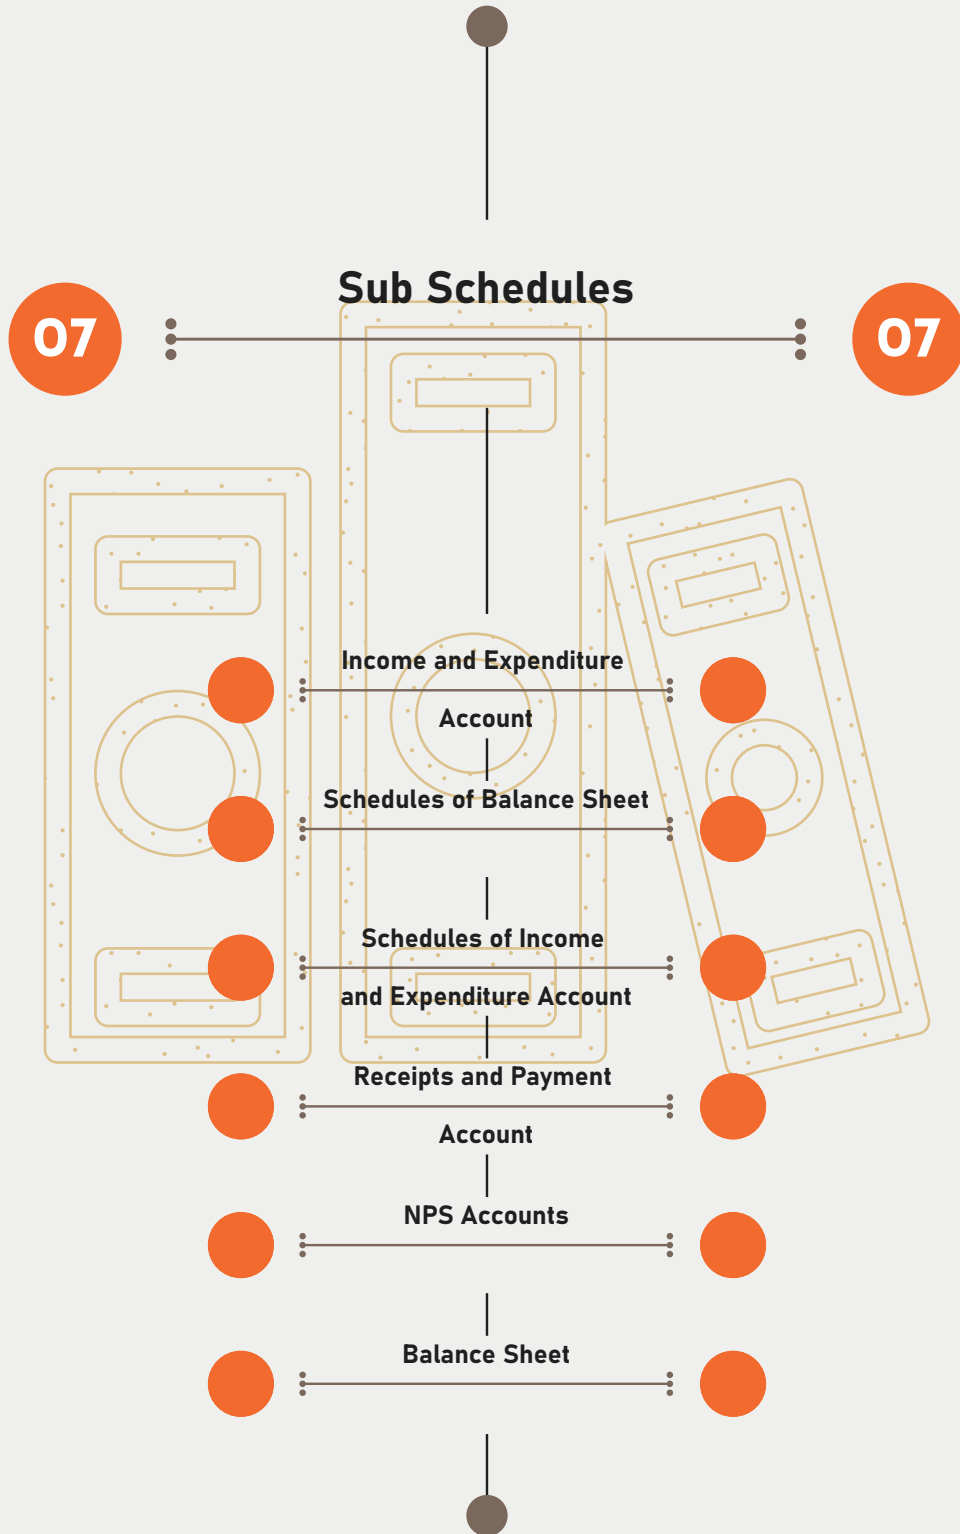 Sub Schedules
07
07
Income and Expenditure
Account
Schedules of Balance Sheet
Schedules of Income
and Expenditure Account
Receipts and Payment
Account
NPS Accounts
Balance Sheet